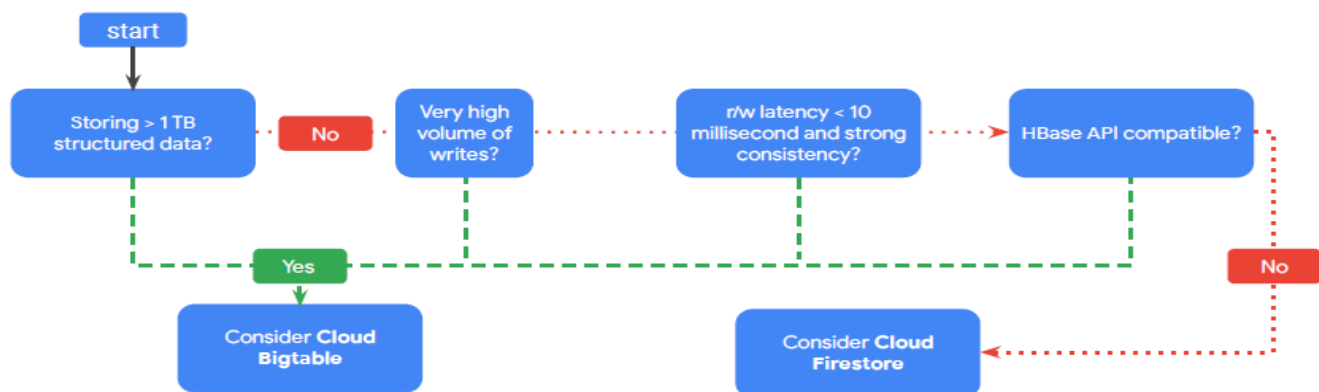 start
Storing > 1 TB
structured data?
No
Very high
volume of
writes?
r/w latency < 10
millisecond and strong
consistency?
HBase API compatible?
Yes
No
Consider Cloud
Bigtable
Consider Cloud
Firestore